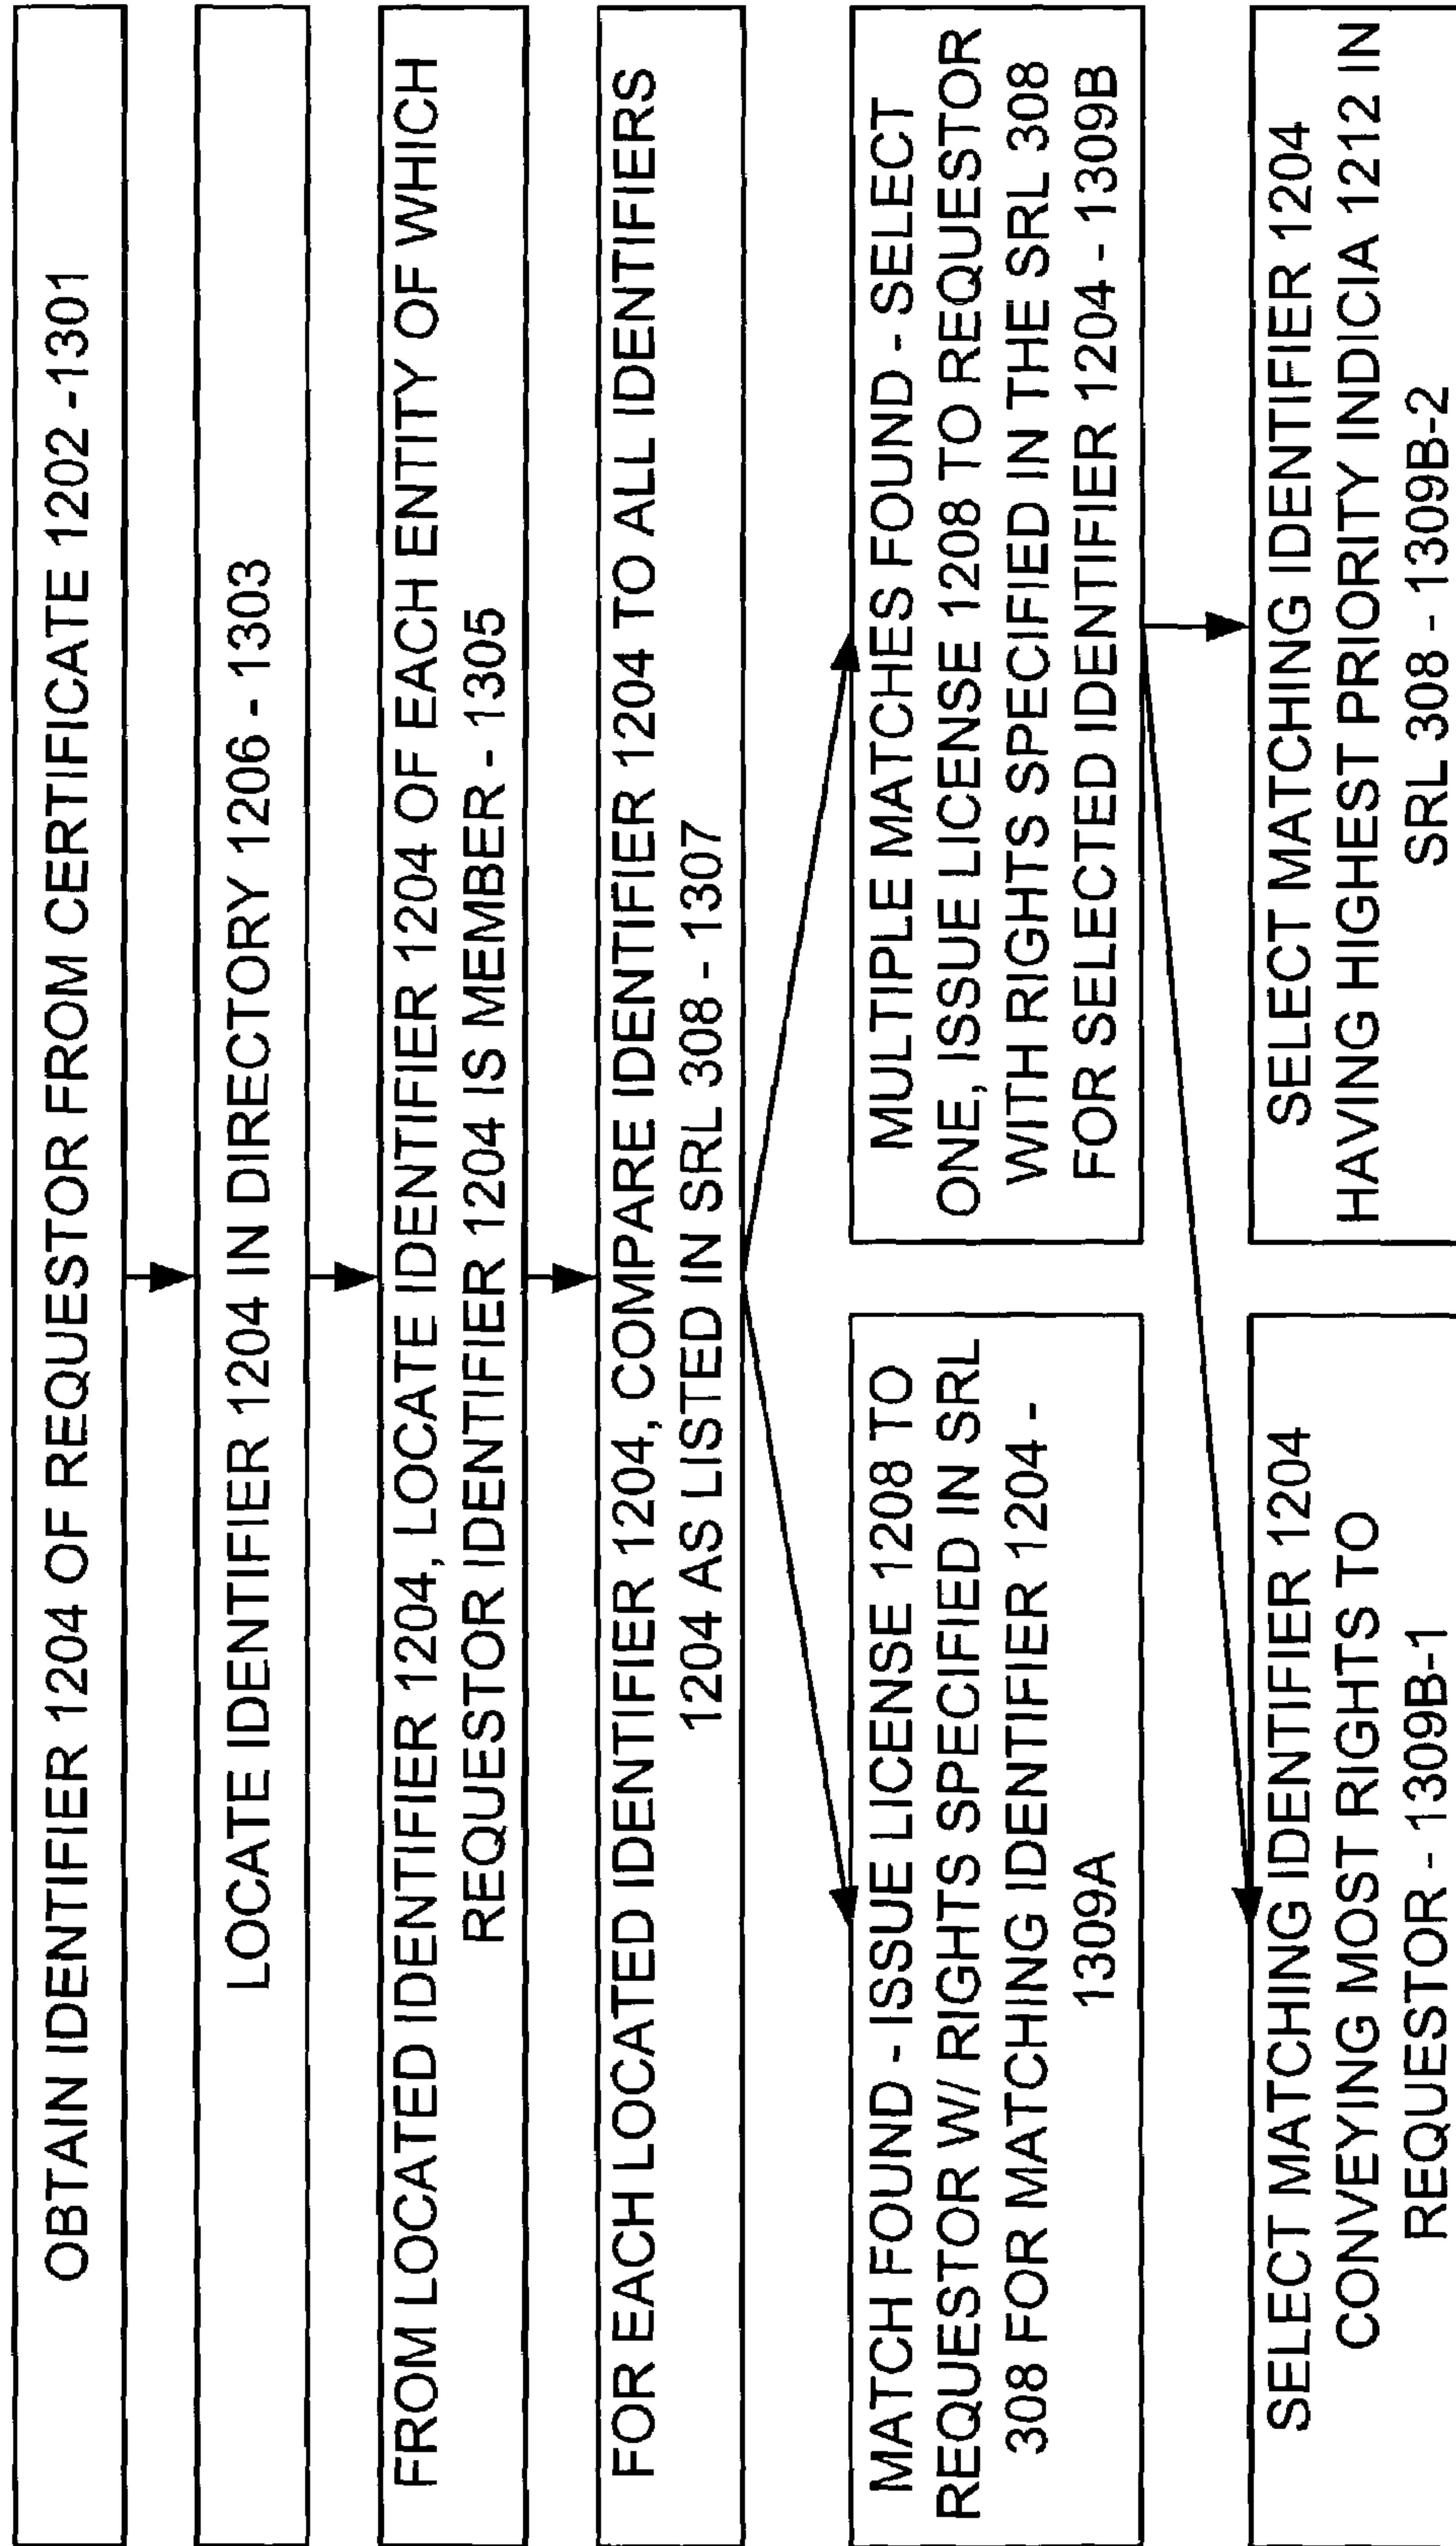 OBTAIN IDENTIFIER 1204 OF REQUESTOR FROM CERTIFICATE 1202 -1301
LOCATE IDENTIFIER 1204 IN DIRECTORY 1206 - 1303
FROM LOCATED IDENTIFIER 1204, LOCATE IDENTIFIER 1204 OF EACH ENTITY OF WHICH
REQUESTOR IDENTIFIER 1204 IS MEMBER - 1305
FOR EACH LOCATED IDENTIFIER 1204, COMPARE IDENTIFIER 1204 TO ALL IDENTIFIERS
1204 AS LISTED IN SRL 308 - 1307
MATCH FOUND - ISSUE LICENSE 1208 TO
REQUESTOR W/ RIGHTS SPECIFIED IN SRL
308 FOR MATCHING IDENTIFIER 1204 -
1309A
MULTIPLE MATCHES FOUND - SELECT
ONE, ISSUE LICENSE 1208 TO REQUESTOR
WITH RIGHTS SPECIFIED IN THE SRL 308
FOR SELECTED IDENTIFIER 1204 - 1309B
SELECT MATCHING IDENTIFIER 1204
CONVEYING MOST RIGHTS TO
REQUESTOR - 1309B-1
SELECT MATCHING IDENTIFIER 1204
HAVING HIGHEST PRIORITY INDICIA 1212 IN
SRL 308 - 1309B-2